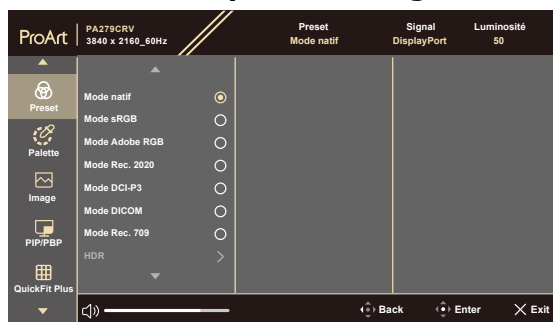 ProArt
PA279CRV
3840 x 2160_60Hz
Preset
Mode natif
Signal
DisplayPort
Luminosité
50
Preset
Palette
Image
PIP/PBP
QuickFit Plus
Mode natif
Mode sRGB
Mode Adobe RGB
Mode Rec. 2020
Mode DCI-P3
Mode DICOM
Mode Rec. 709
HDR
Back
Enter
Exit